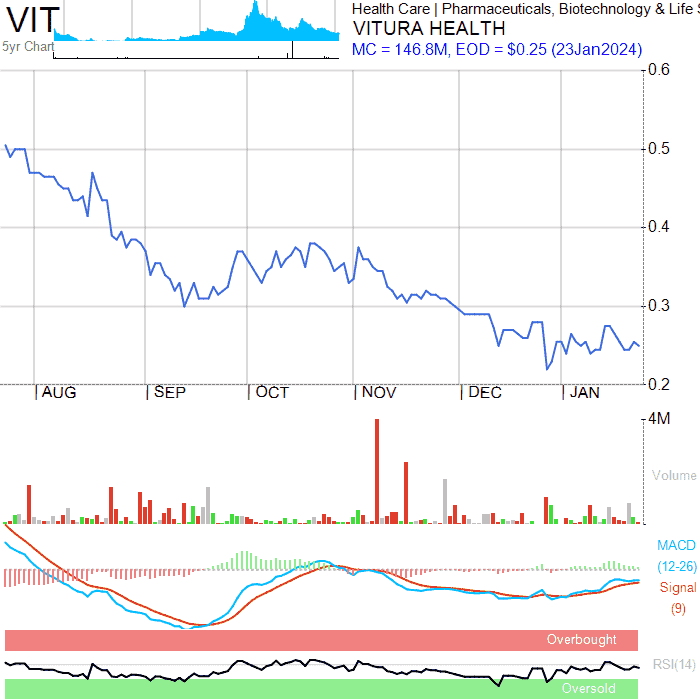 VIT
5yr Chart
Health Care | Pharmaceuticals, Biotechnology & Life S
VITURA HEALTH
MC = 146.8M, EOD = $0.25 (23Jan2024)
0.6
0.5
0.4
0.3
0.2
AUG SEP OCT NOV DEC JAN
4M
Volume
MACD
(12-26)
Signal
(9)
Overbought
RSI(14)
Oversold